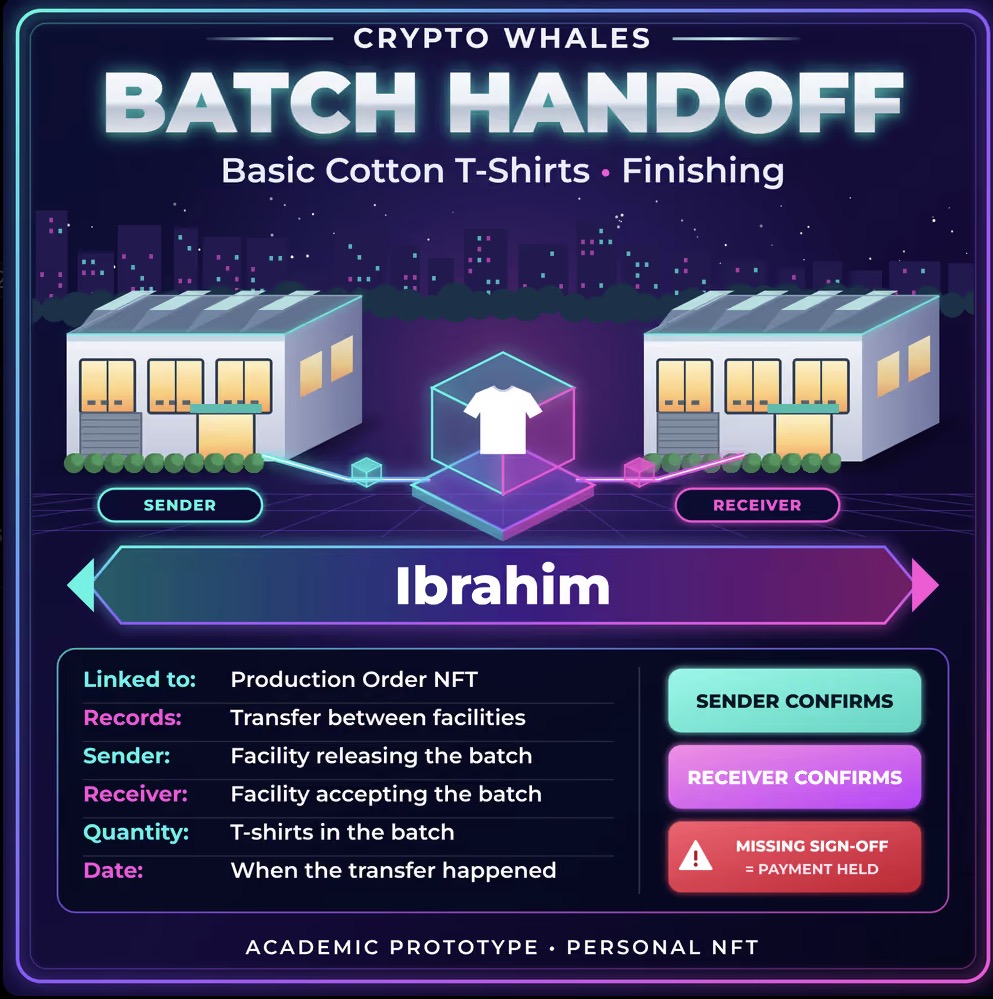 CRYPTO WHALES
BATCH HANDOFF
Basic Cotton T-Shirts • Finishing
SENDER
RECEIVER
Ibrahim
Linked to: Production Order NFT
Records: Transfer between facilities
Sender: Facility releasing the batch
Receiver: Facility accepting the batch
Quantity: T-shirts in the batch
Date: When the transfer happened
SENDER CONFIRMS
RECEIVER CONFIRMS
MISSING SIGN-OFF
= PAYMENT HELD
ACADEMIC PROTOTYPE • PERSONAL NFT